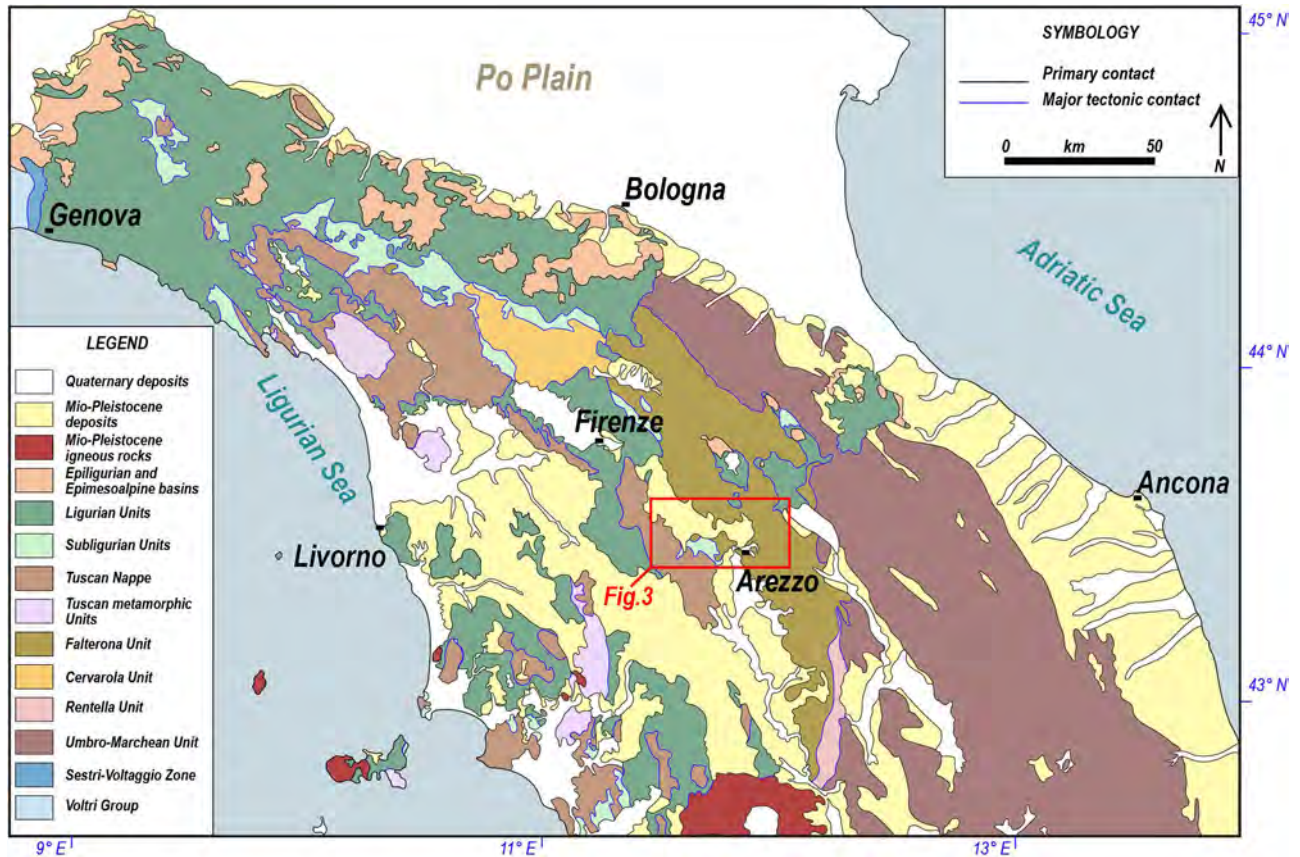 Po Plain
Bologna
Genova
Adriatic Sea
Ligurian Sea
Firenze
Ancona
Livorno
Arezzo
Fig.3
SYMBOLOGY
Primary contact
Major tectonic contact
0 km 50
N
LEGEND
Quaternary deposits
Mio-Pleistocene
deposits
Mio-Pleistocene
igneous rocks
Epiligurian and
Epimesoalpine basins
Ligurian Units
Subligurian Units
Tuscan Nappe
Tuscan metamorphic
Units
Falterona Unit
Cervarola Unit
Rentella Unit
Umbro-Marchean Unit
Sestri-Voltaggio Zone
Voltri Group
45° N
44° N
43° N
9° E
11° E
13° E